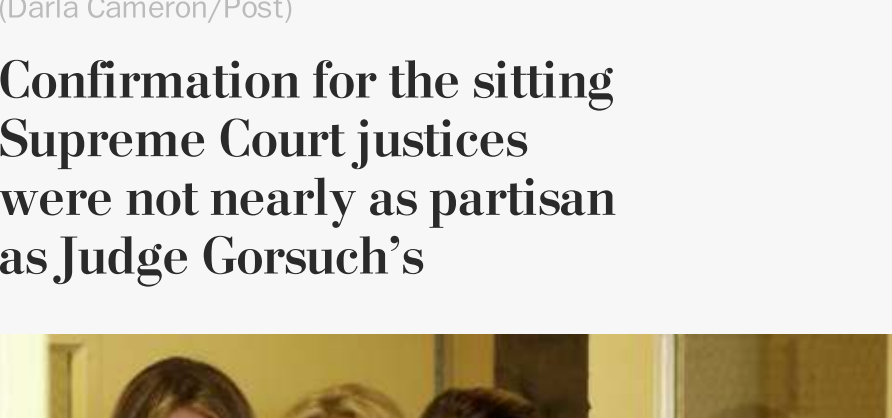 (Darla Cameron/Post)
Confirmation for the sitting
Supreme Court justices
were not nearly as partisan
as Judge Gorsuch’s